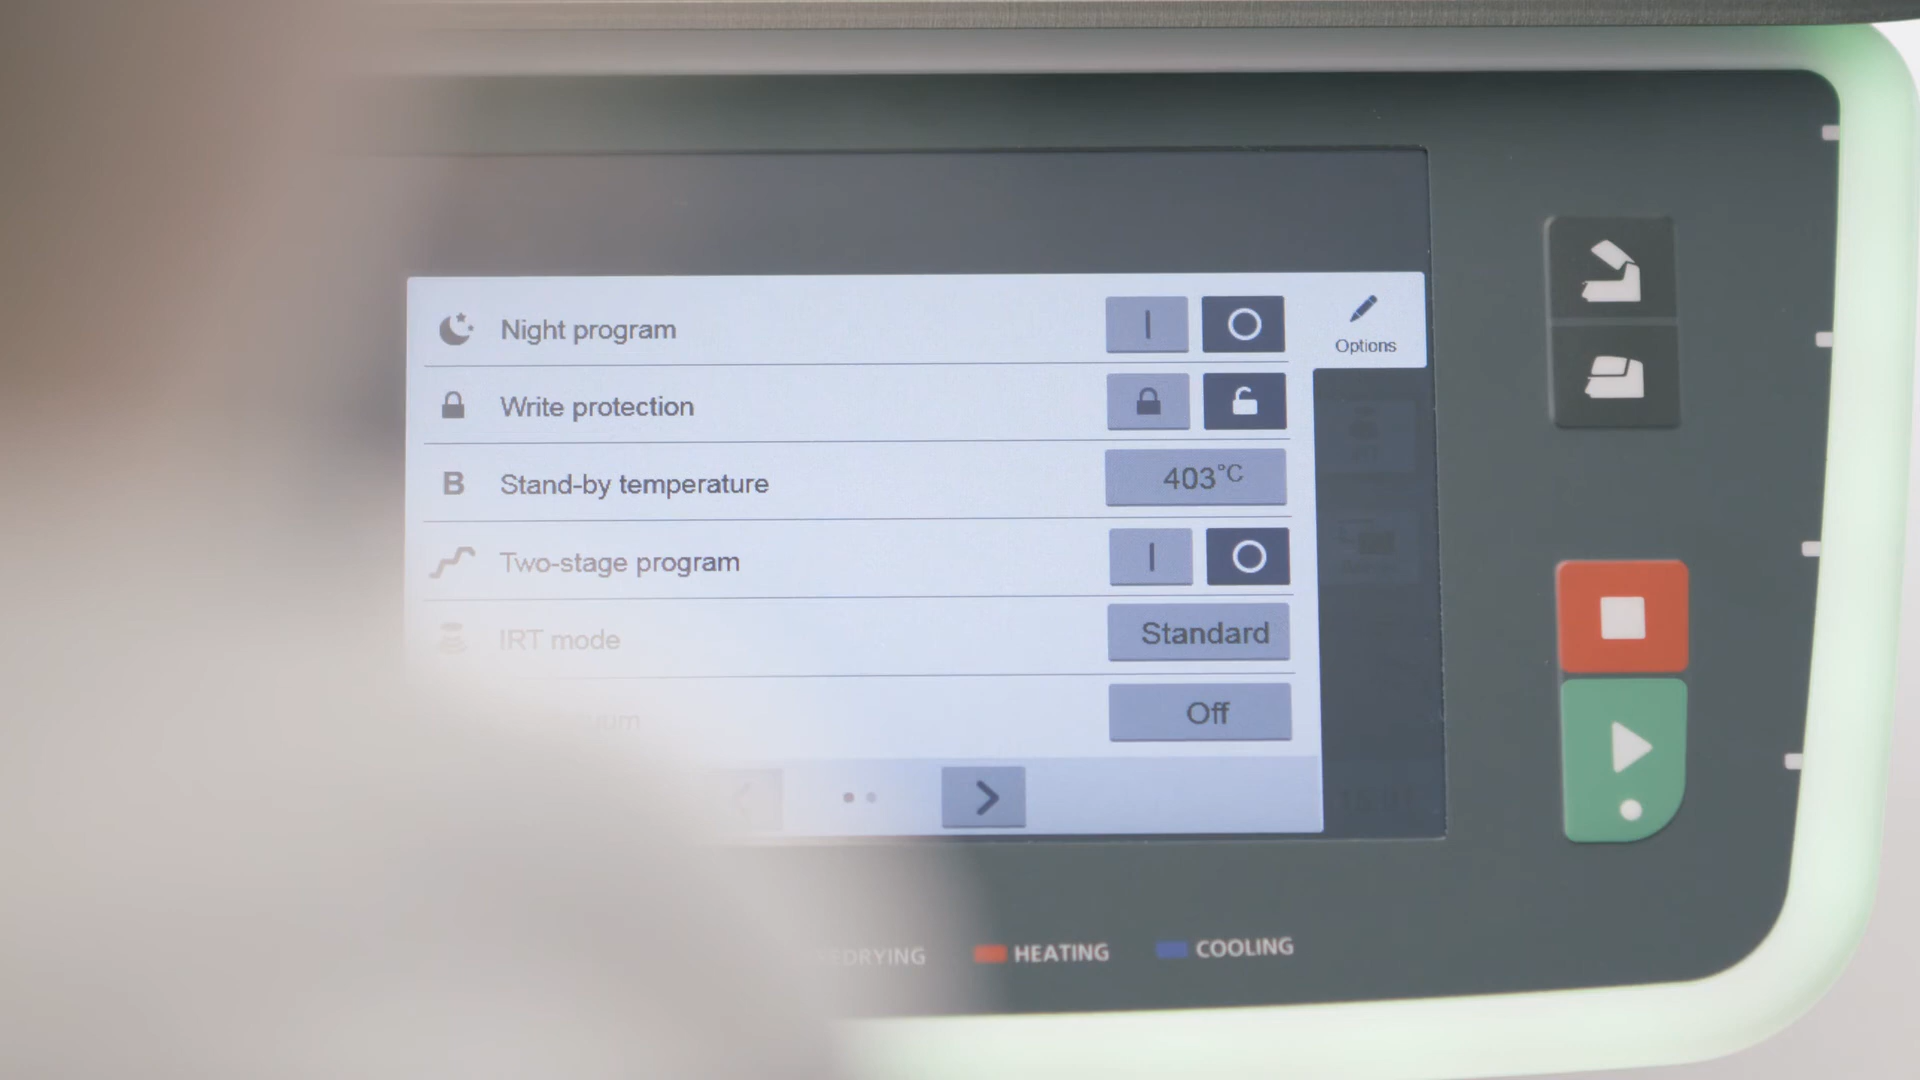 Night program
Options
Write protection
B Stand-by temperature 403°C
Two-stage program
IRT mode Standard
Off
HEATING COOLING